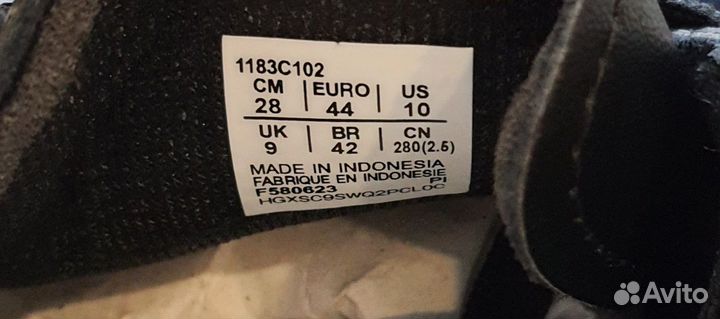 1183C102
CM EURO US
28 44 10
UK BR CN
9 42 280(2.5)
MADE IN INDONESIA
FABRIQUE EN INDONESIE
F580623 PI
HGXSC9SWQ2PCLOC
Avito